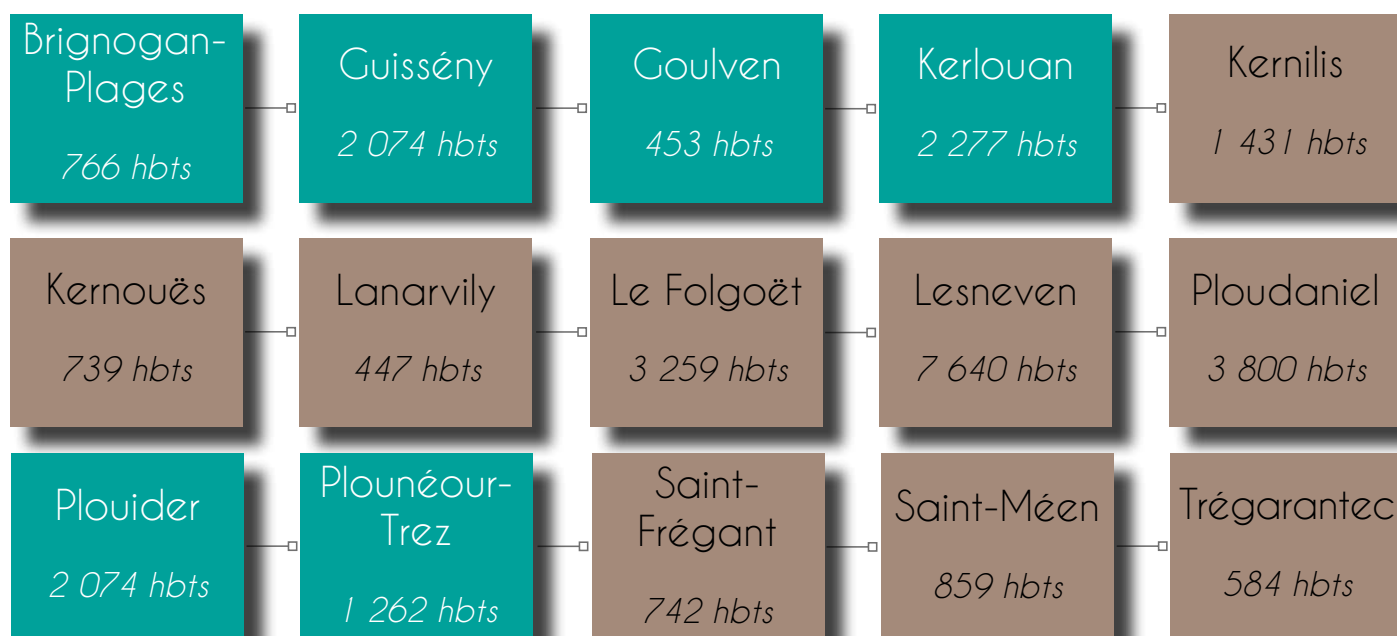 Brignogan-
Plages
766 hbts
Guissény
2 074 hbts
Goulven
453 hbts
Kerlouan
2 277 hbts
Kernilis
1 431 hbts
Kernouës
739 hbts
Lanarvily
447 hbts
Le Folgoët
3 259 hbts
Lesneven
7 640 hbts
Ploudaniel
3 800 hbts
Plouider
2 074 hbts
Plounéour-
Trez
1 262 hbts
Saint-
Frégant
742 hbts
Saint-Méen
859 hbts
Trégarantec
584 hbts